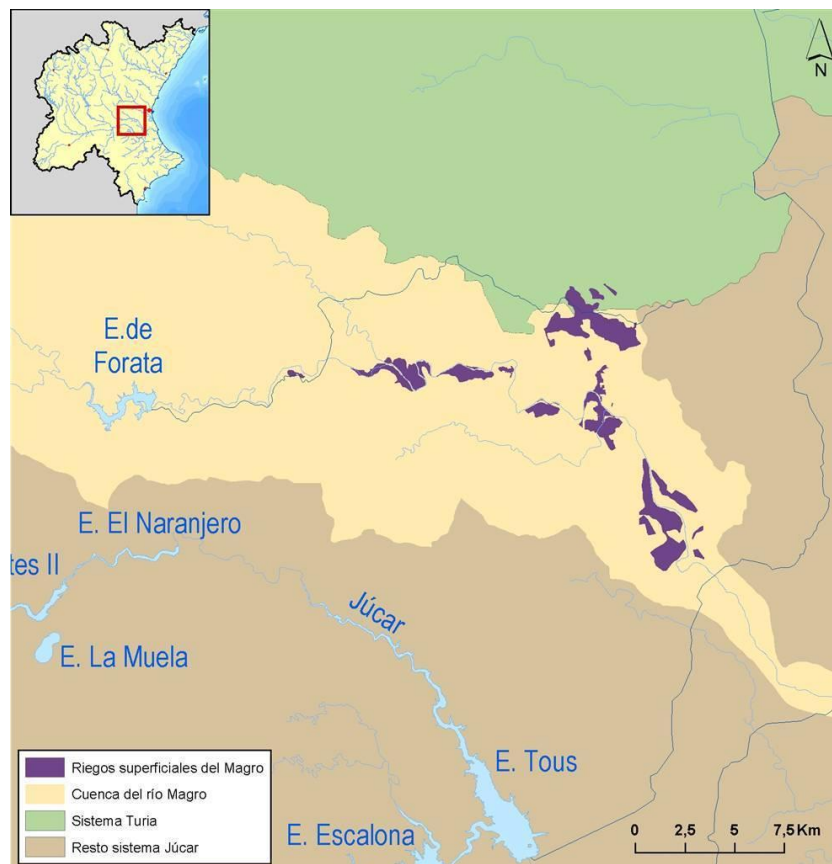 N
E.de
Forata
E. El Naranjero
tes II
E. La Muela
Júcar
E. Tous
E. Escalona
Riegos superficiales del Magro
Cuenca del río Magro
Sistema Turia
Resto sistema Júcar
0 2,5 5 7,5 Km